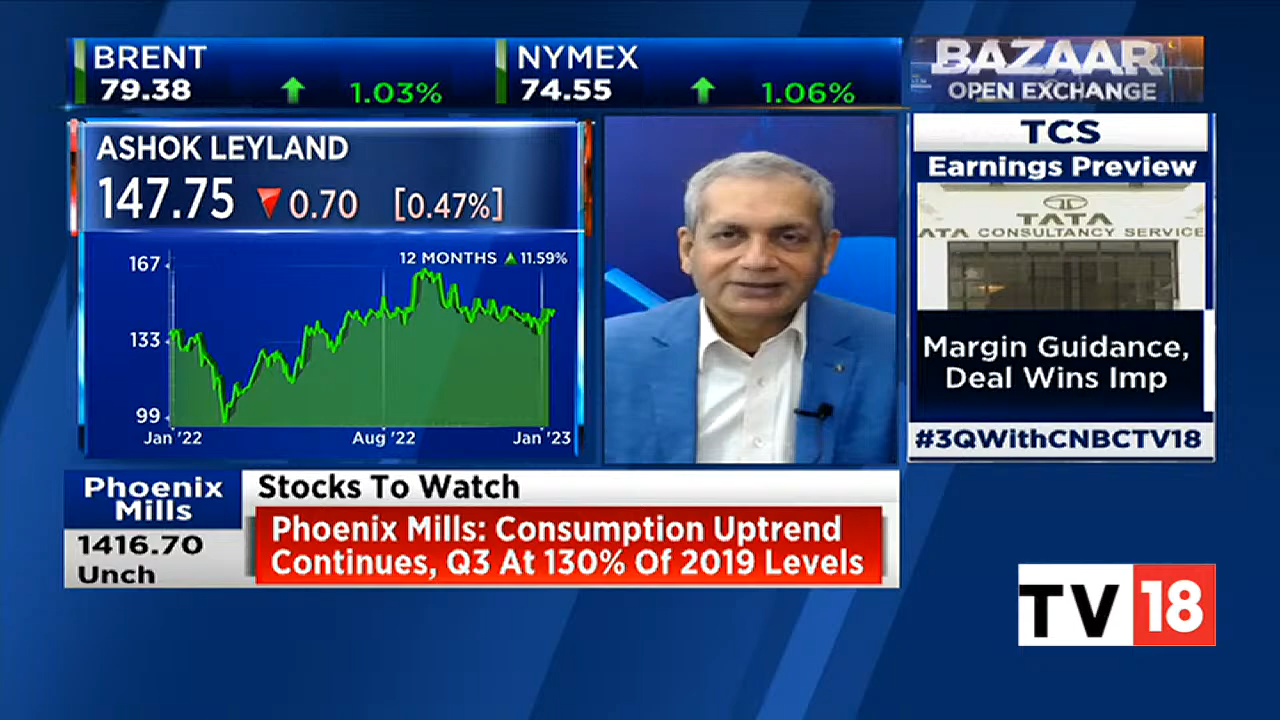 BRENT
79.38 1.03%
NYMEX
74.55 1.06%
BAZAAR
OPEN EXCHANGE
ASHOK LEYLAND
147.75 0.70 [0.47%]
12 MONTHS 11.59%
167
133
99
Jan '22 Aug '22 Jan '23
TCS
Earnings Preview
TATA
ATA CONSULTANCY SERVICE
Margin Guidance,
Deal Wins Imp
#3QWithCNBCTV18
Phoenix
Mills
1416.70
Unch
Stocks To Watch
Phoenix Mills: Consumption Uptrend
Continues, Q3 At 130% Of 2019 Levels
TV18